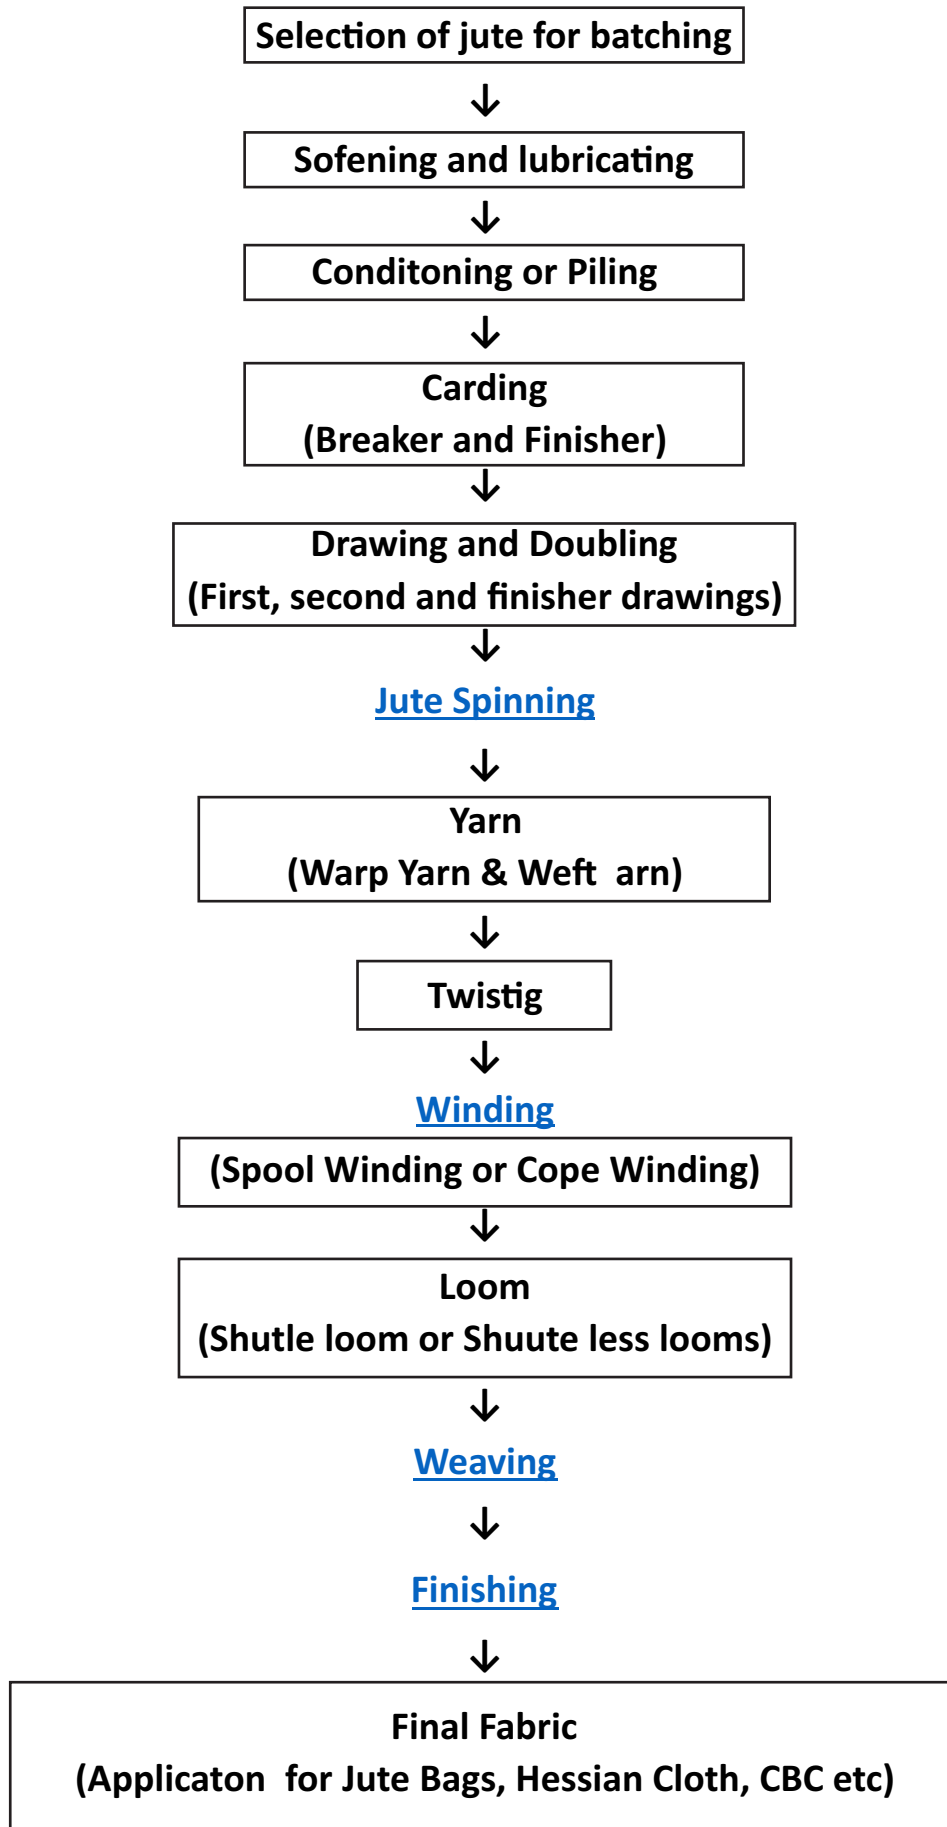 Selection of jute for batching
Sofening and lubricating
Conditoning or Piling
Carding
(Breaker and Finisher)
Drawing and Doubling
(First, second and finisher drawings)
Jute Spinning
Yarn
(Warp Yarn & Weft  arn)
Twistig
Winding
(Spool Winding or Cope Winding)
Loom
(Shutle loom or Shuute less looms)
Weaving
Finishing
Final Fabric
(Applicaton  for Jute Bags, Hessian Cloth, CBC etc)